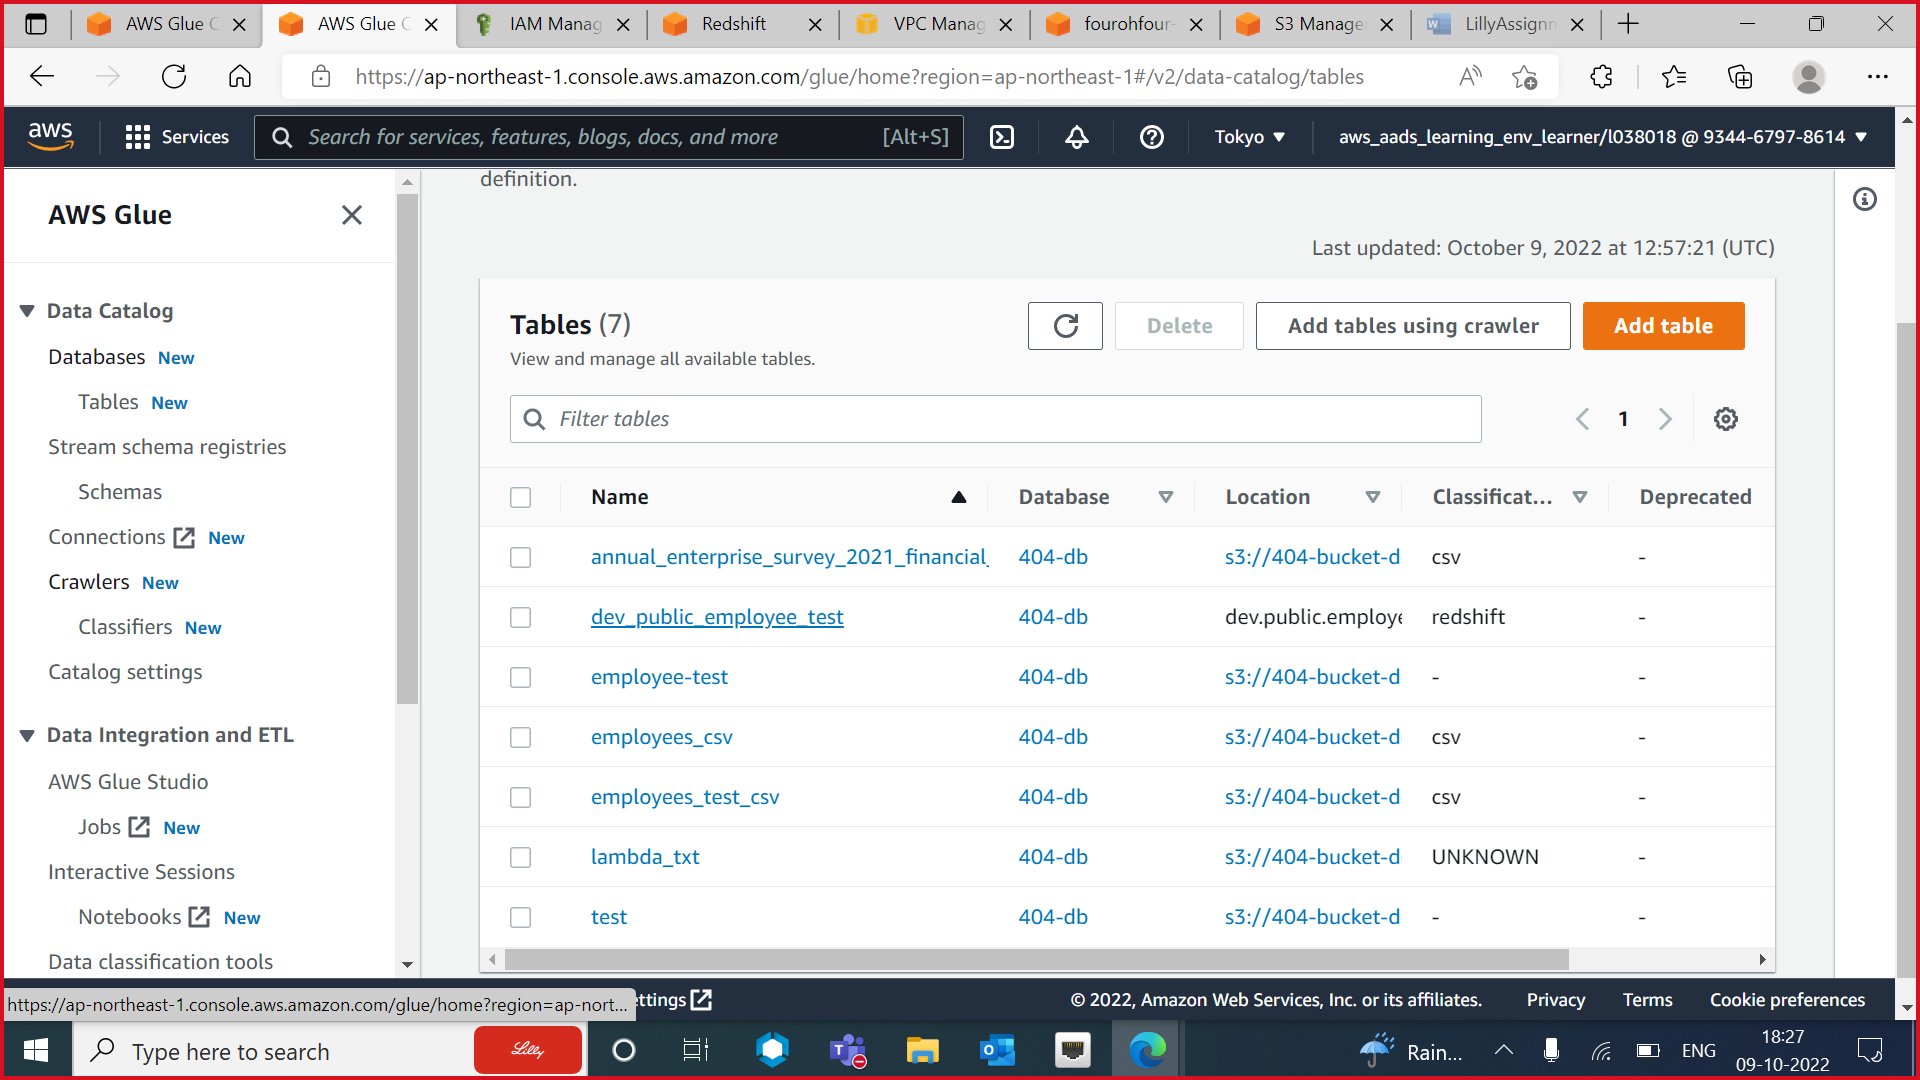 AWS Glue C
AWS Glue C
IAM Manag
Redshift
VPC Manag
fourohfour-
S3 Manage
LillyAssignn
https://ap-northeast-1.console.aws.amazon.com/glue/home?region=ap-northeast-1#/v2/data-catalog/tables
aws
Services
Search for services, features, blogs, docs, and more
[Alt+S]
Tokyo
aws_aads_learning_env_learner/l038018 @ 9344-6797-8614
AWS Glue
Data Catalog
Databases New
Tables New
Stream schema registries
Schemas
Connections New
Crawlers New
Classifiers New
Catalog settings
Data Integration and ETL
AWS Glue Studio
Jobs New
Interactive Sessions
Notebooks New
Data classification tools
definition.
Last updated: October 9, 2022 at 12:57:21 (UTC)
Tables (7)
View and manage all available tables.
Delete
Add tables using crawler
Add table
Filter tables
1
Name Database Location Classificat... Deprecated
annual_enterprise_survey_2021_financial_ 404-db s3://404-bucket-d csv -
dev_public_employee_test 404-db dev.public.employe redshift -
employee-test 404-db s3://404-bucket-d - -
employees_csv 404-db s3://404-bucket-d csv -
employees_test_csv 404-db s3://404-bucket-d csv -
lambda_txt 404-db s3://404-bucket-d UNKNOWN -
test 404-db s3://404-bucket-d - -
https://ap-northeast-1.console.aws.amazon.com/glue/home?region=ap-nort...
ettings
© 2022, Amazon Web Services, Inc. or its affiliates.
Privacy
Terms
Cookie preferences
Type here to search
Lilly
Rain...
ENG
18:27
09-10-2022